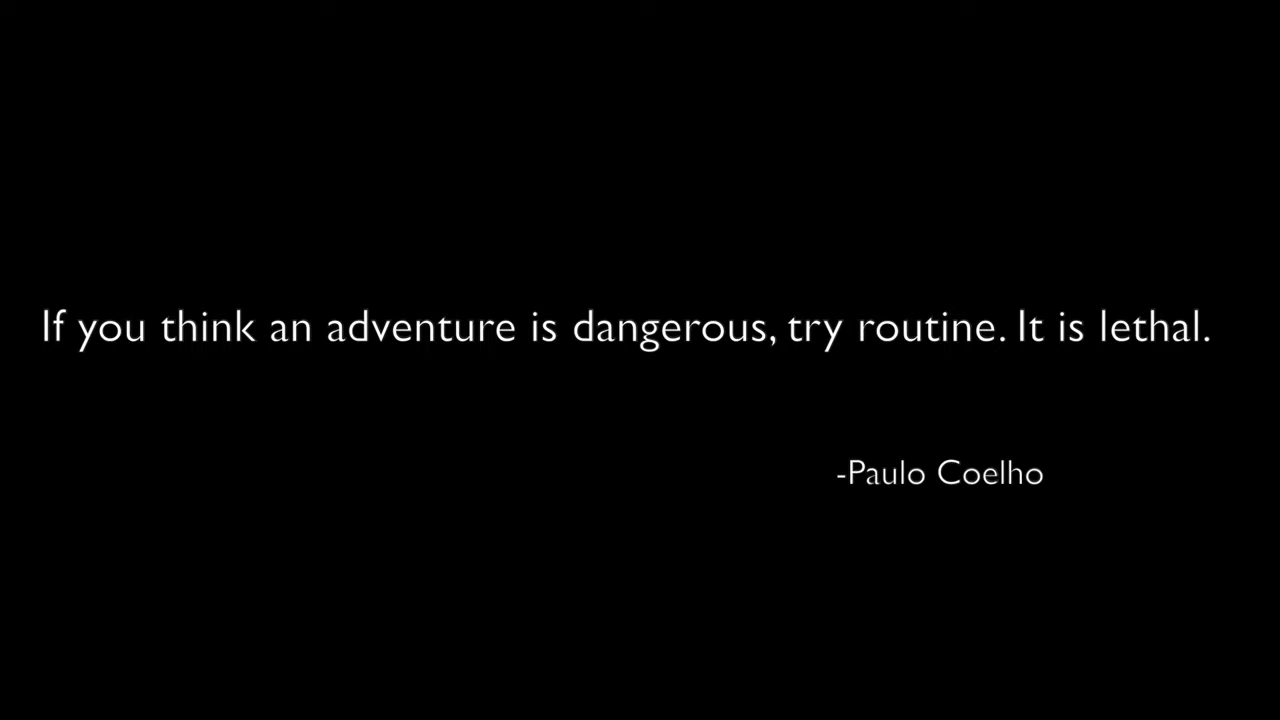 If you think an adventure is dangerous, try routine. It is lethal.
-Paulo Coelho